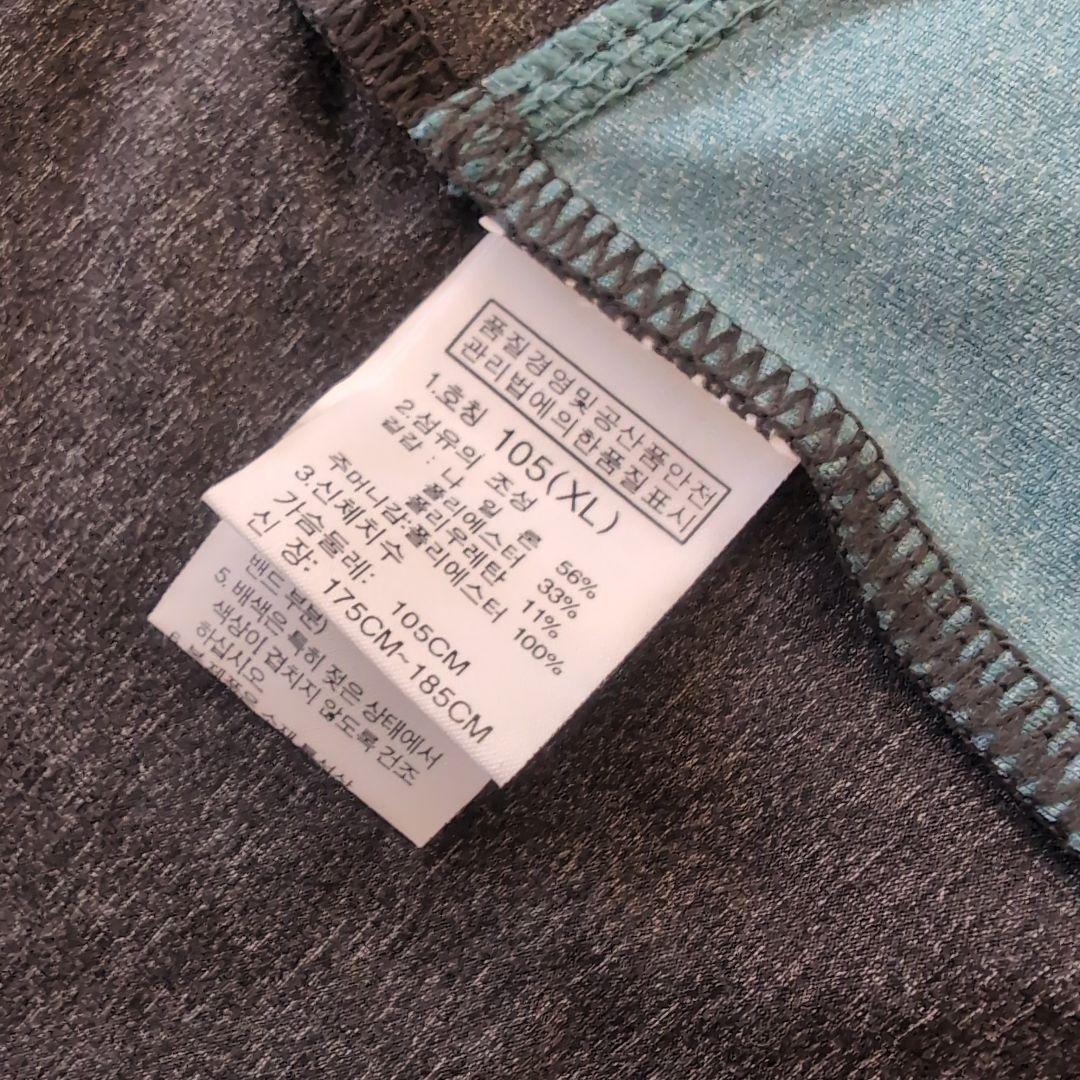 품질경영및공산품안전
관리법에의한품질표시
1.호칭 105(XL)
2.섬유의 조성
겉감 : 나 일 론 56%
폴리에스터 33%
폴리우레탄 11%
주머니감:폴리에스터 100%
3.신체치수
가슴둘레: 105CM
신 장: 175CM~185CM
밴드 부분)
5. 배색은 특히 젖은 상태에서
색상이 겹치지 않도록 건조
하십시오